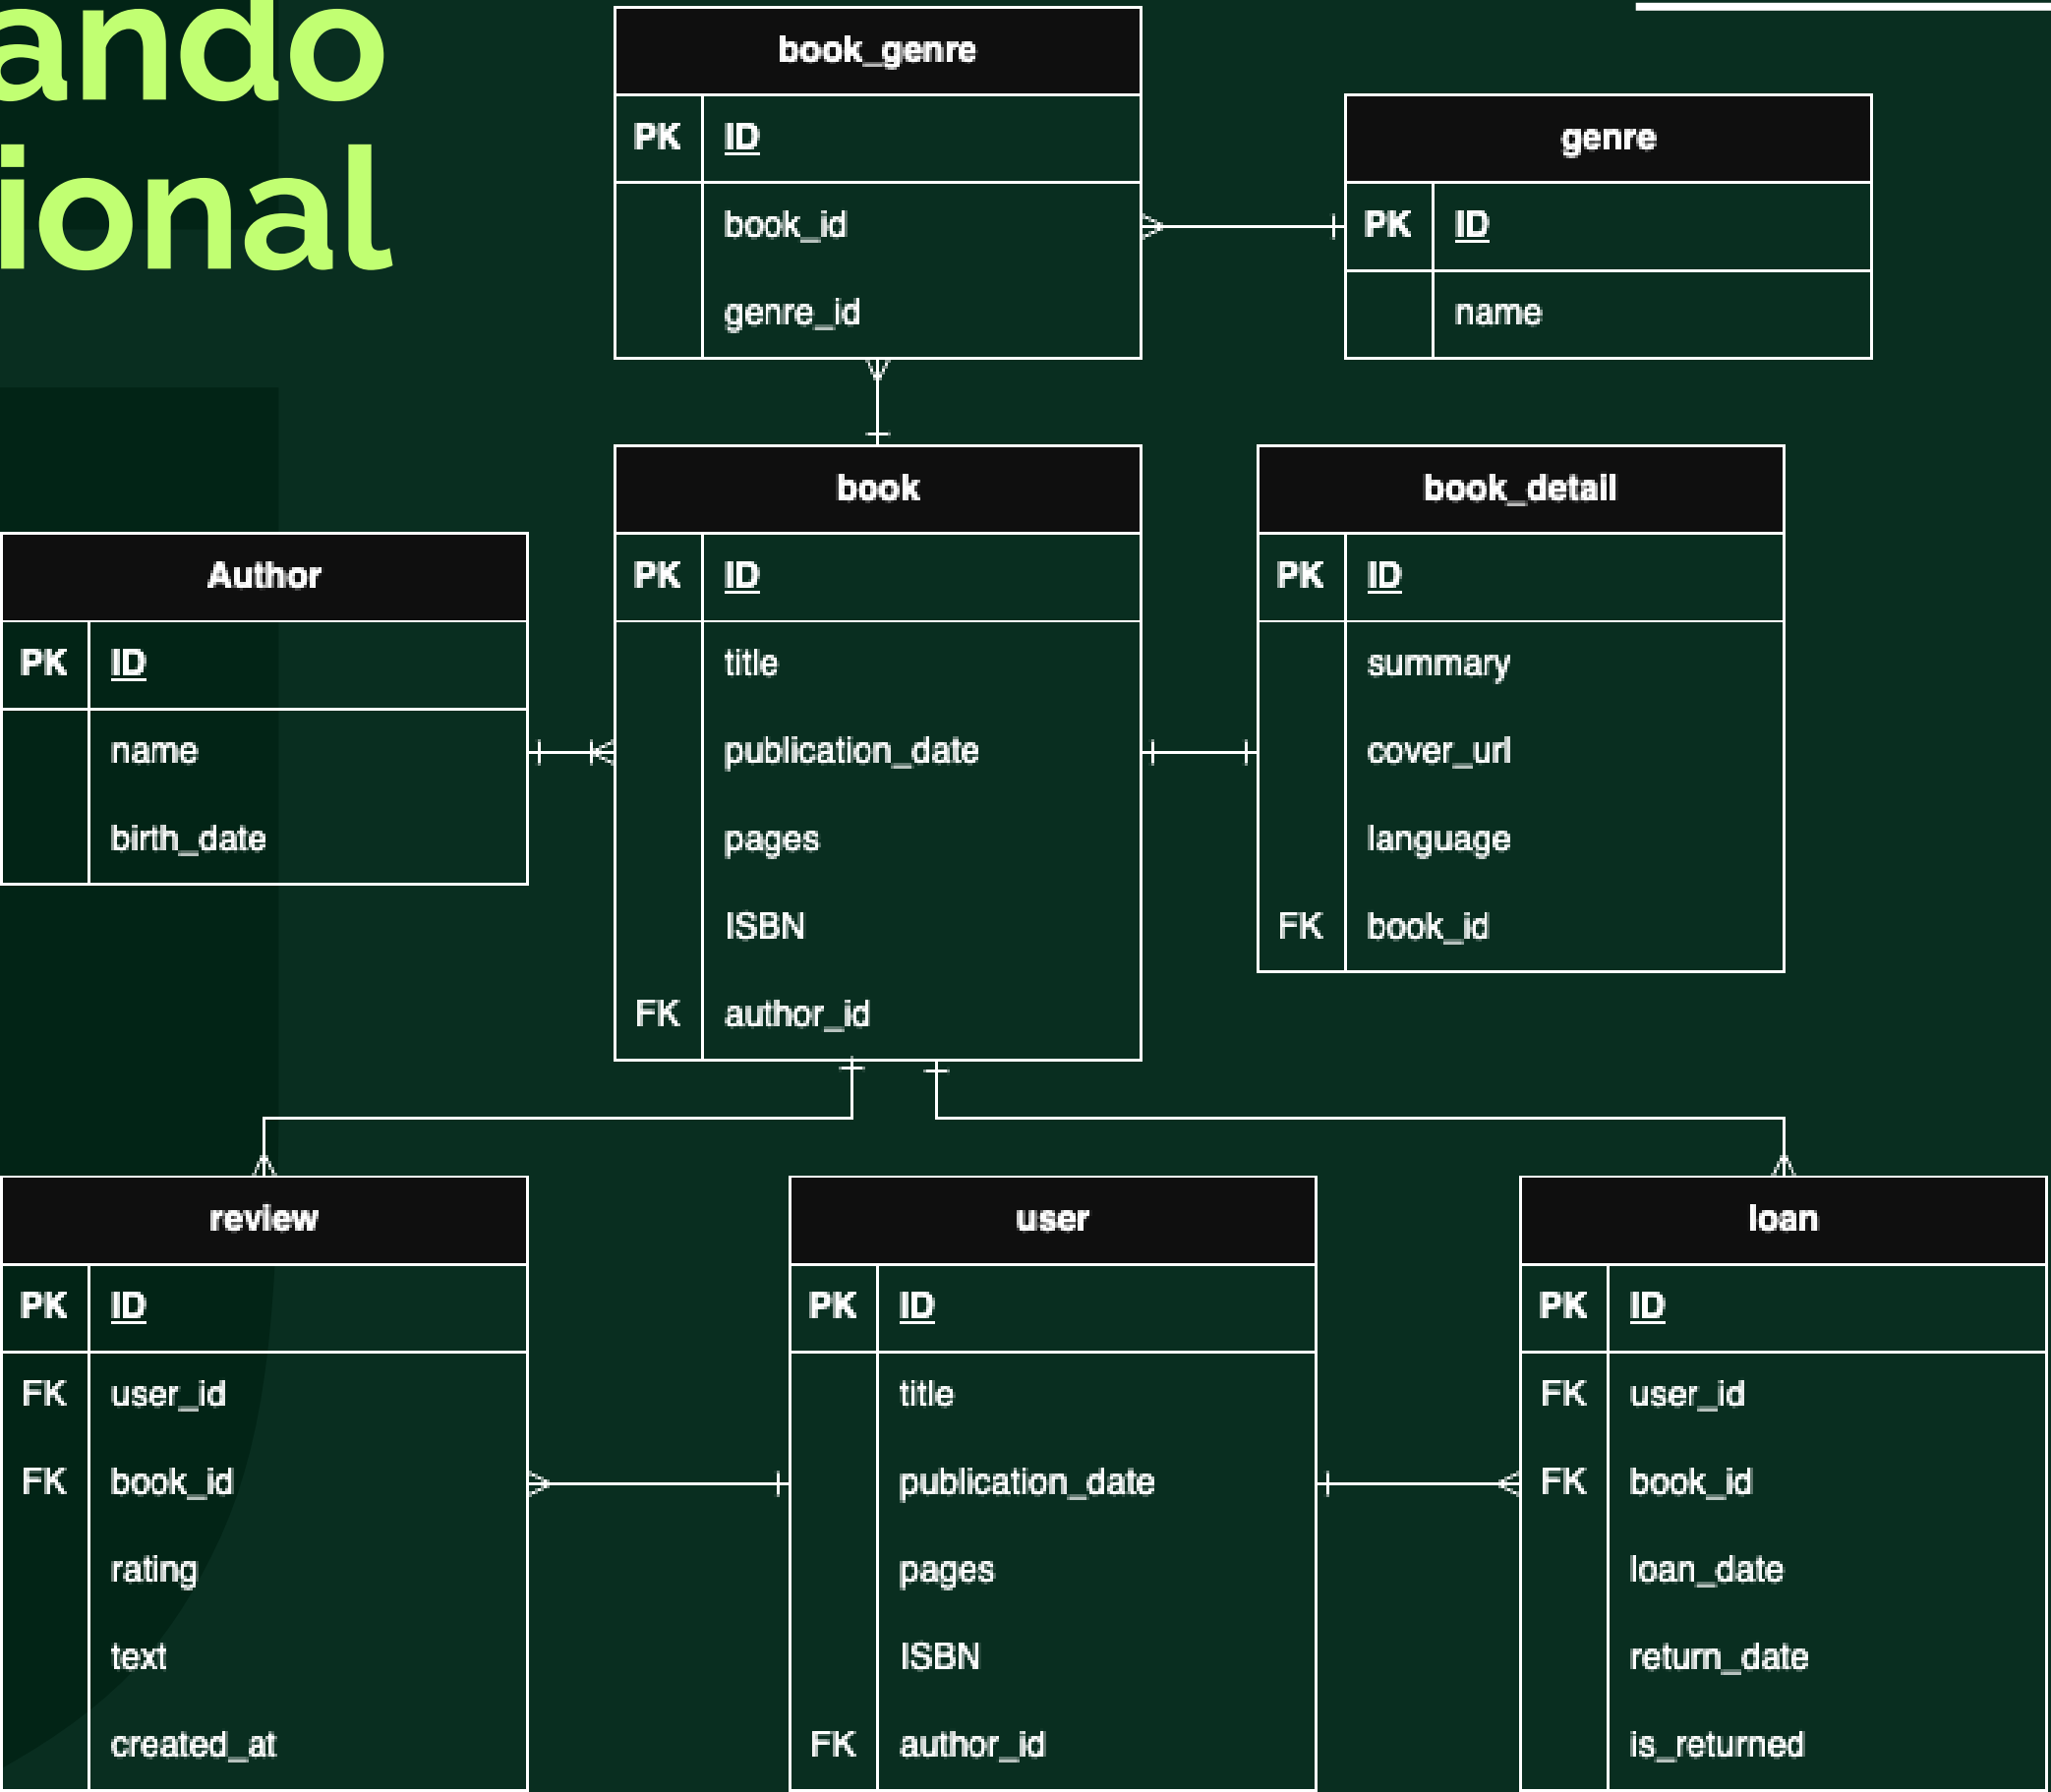 ando
ional
book_genre
PK ID
book_id
genre_id
genre
PK ID
name
book
PK ID
title
publication_date
pages
ISBN
FK author_id
book_detail
PK ID
summary
cover_url
language
FK book_id
Author
PK ID
name
birth_date
review
PK ID
FK user_id
FK book_id
rating
text
created_at
user
PK ID
title
publication_date
pages
ISBN
FK author_id
loan
PK ID
FK user_id
FK book_id
loan_date
return_date
is_returned